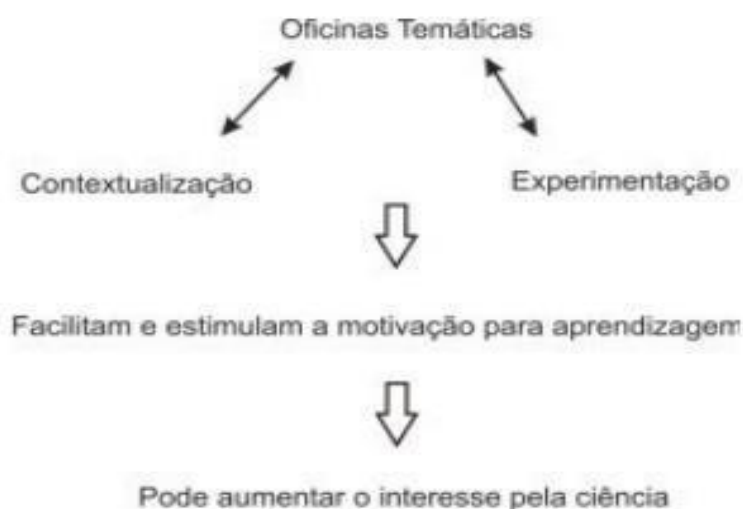 Oficinas Temáticas
Contextualização
Experimentação
Facilitam e estimulam a motivação para aprendizagem
Pode aumentar o interesse pela ciência